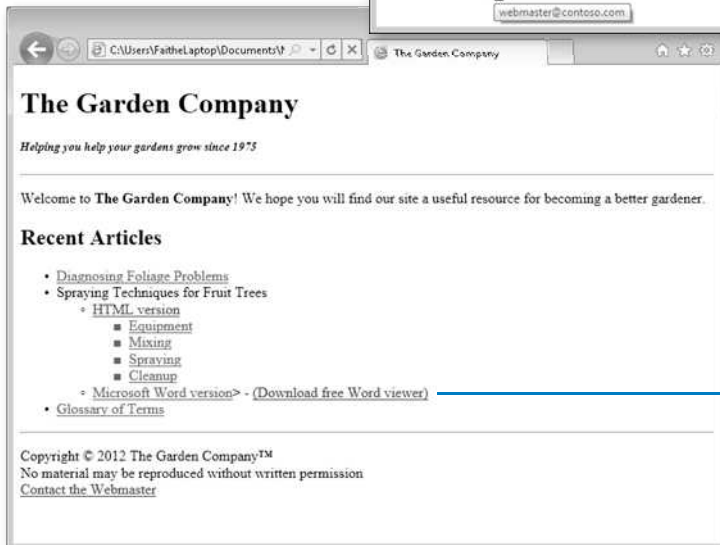 webmaster@contoso.com
C:\Users\FaitheLaptop\Documents\
The Garden Company
The Garden Company
Helping you help your gardens grow since 1975
Welcome to The Garden Company! We hope you will find our site a useful resource for becoming a better gardener.
Recent Articles
• Diagnosing Foliage Problems
• Spraying Techniques for Fruit Trees
◦ HTML version
▪ Equipment
▪ Mixing
▪ Spraying
▪ Cleanup
◦ Microsoft Word version> - (Download free Word viewer)
• Glossary of Terms
Copyright © 2012 The Garden Company™
No material may be reproduced without written permission
Contact the Webmaster